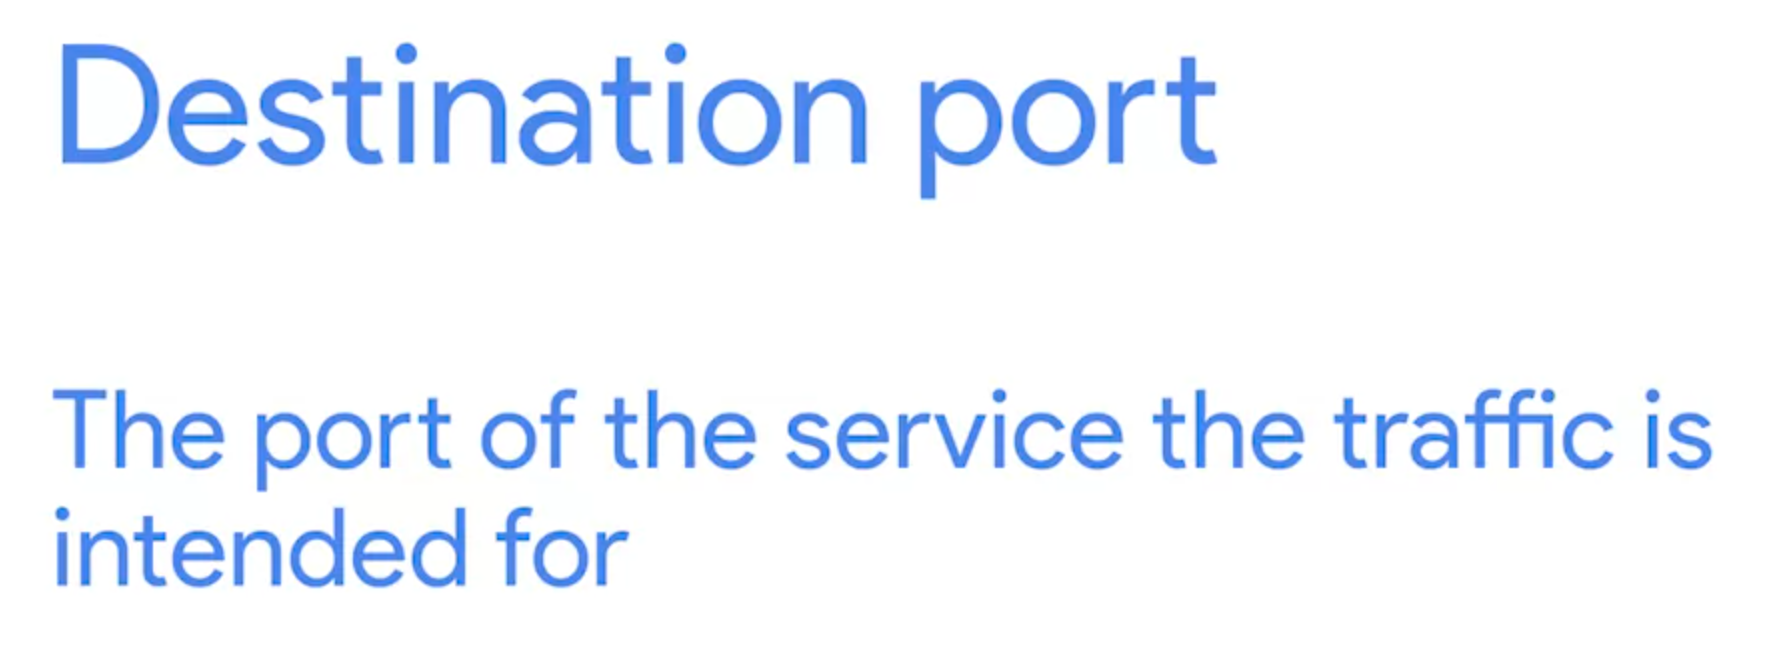 Destination port
The port of the service the traffic is
intended for